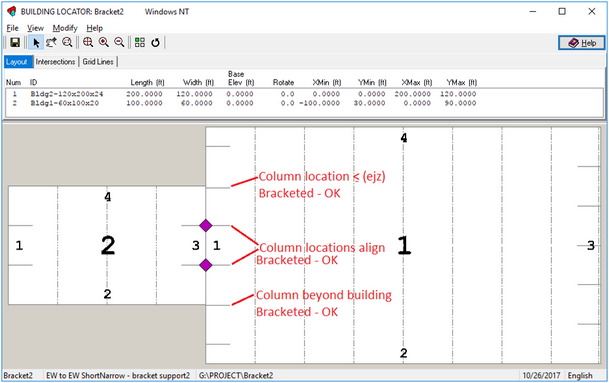 BUILDING LOCATOR: Bracket2 Windows NT
File View Modify Help
Help
Layout Intersections Grid Lines
Base
Num ID Length (ft) Width (ft) Elev (ft) Rotate XMin (ft) YMin (ft) XMax (ft) YMax (ft)
1 Bldg2-120x200x24 200.0000 120.0000 0.0000 0.0 0.0000 0.0000 200.0000 120.0000
2 Bldg1-60x100x20 100.0000 60.0000 0.0000 0.0 -100.0000 30.0000 0.0000 90.0000
4
Column location ≤ (ejz)
Bracketed - OK
4
1 2 3 1
Column locations align
Bracketed - OK
1 3
2
Column beyond building
Bracketed - OK
2
Bracket2 EW to EW ShortNarrow - bracket support2 G:\PROJECT\Bracket2 10/26/2017 English